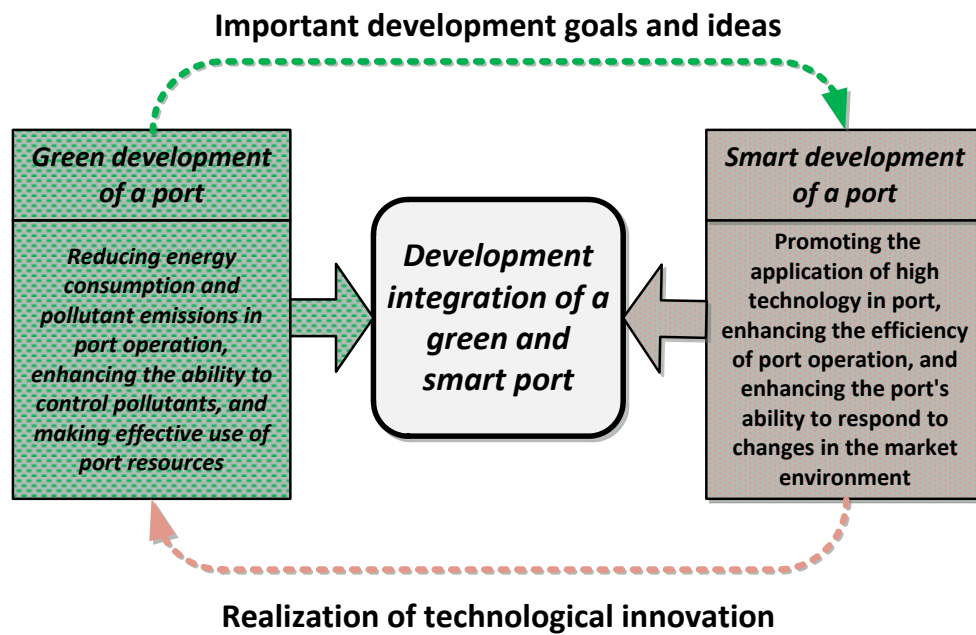 Important development goals and ideas
Green development
of a port
Reducing energy
consumption and
pollutant emissions in
port operation,
enhancing the ability to
control pollutants, and
making effective use of
port resources
Development
integration of a
green and
smart port
Smart development
of a port
Promoting the
application of high
technology in port,
enhancing the efficiency
of port operation, and
enhancing the port's
ability to respond to
changes in the market
environment
Realization of technological innovation